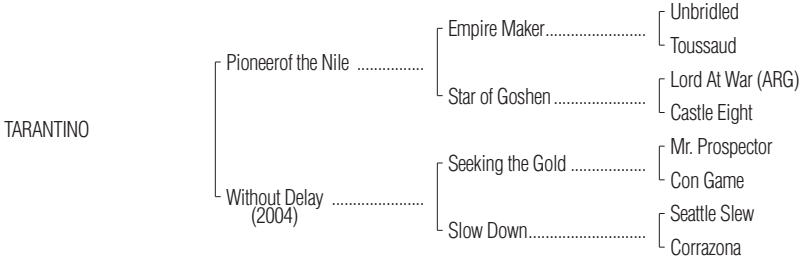 Unbridled
Empire Maker.......................
Toussaud
Pioneerof the Nile ................
Lord At War (ARG)
Star of Goshen.....................
Castle Eight
TARANTINO
Mr. Prospector
Seeking the Gold ..................
Con Game
Without Delay ......................
(2004)
Seattle Slew
Slow Down............................
Corrazona